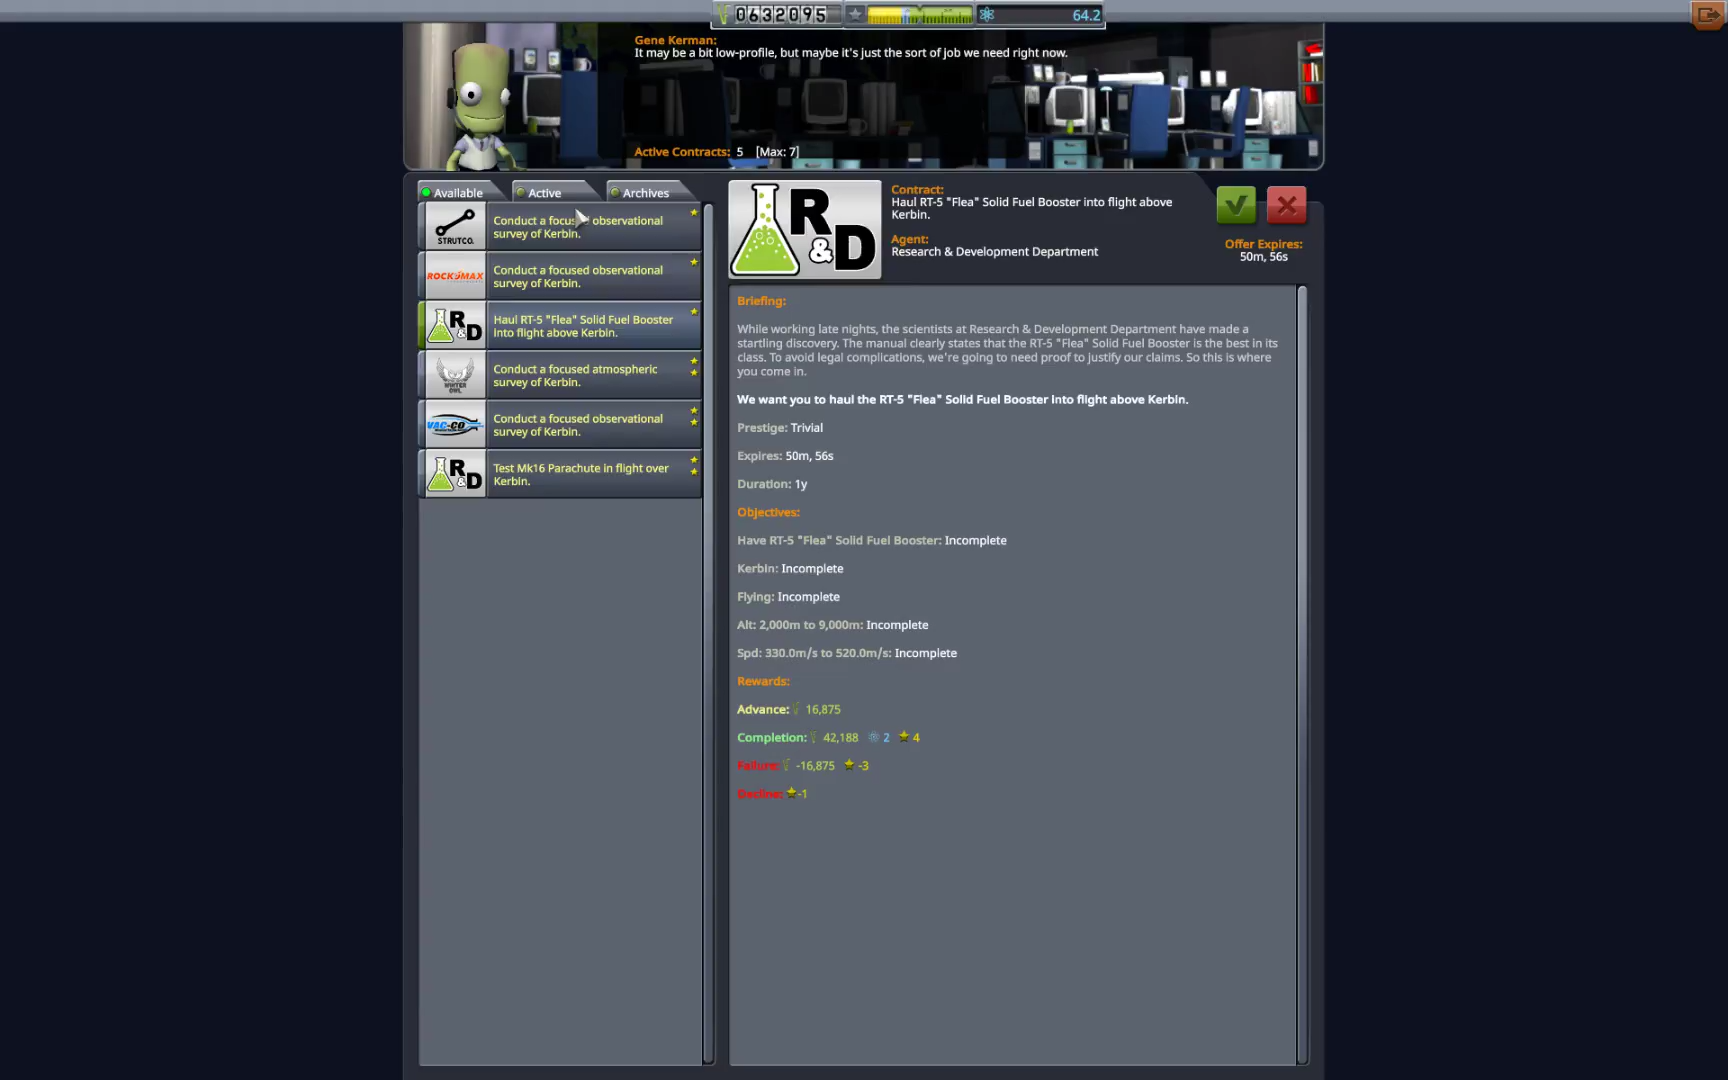 0632095
64.2
Gene Kerman:
It may be a bit low-profile, but maybe it's just the sort of job we need right now.
Active Contracts: 5 [Max: 7]
Available
Active
Archives
STRUTCO.
Conduct a focused observational
survey of Kerbin.
ROCKOMAX
Conduct a focused observational
survey of Kerbin.
R&D
Haul RT-5 "Flea" Solid Fuel Booster
into flight above Kerbin.
WINTER
OWL
Conduct a focused atmospheric
survey of Kerbin.
VAC-CO
Conduct a focused observational
survey of Kerbin.
R&D
Test Mk16 Parachute in flight over
Kerbin.
R
&D
Contract:
Haul RT-5 "Flea" Solid Fuel Booster into flight above
Kerbin.
Agent:
Research & Development Department
Offer Expires:
50m, 56s
Briefing:
While working late nights, the scientists at Research & Development Department have made a
startling discovery. The manual clearly states that the RT-5 "Flea" Solid Fuel Booster is the best in its
class. To avoid legal complications, we're going to need proof to justify our claims. So this is where
you come in.
We want you to haul the RT-5 "Flea" Solid Fuel Booster into flight above Kerbin.
Prestige: Trivial
Expires: 50m, 56s
Duration: 1y
Objectives:
Have RT-5 "Flea" Solid Fuel Booster: Incomplete
Kerbin: Incomplete
Flying: Incomplete
Alt: 2,000m to 9,000m: Incomplete
Spd: 330.0m/s to 520.0m/s: Incomplete
Rewards:
Advance: 16,875
Completion: 42,188 2 4
Failure: -16,875 -3
Decline: -1